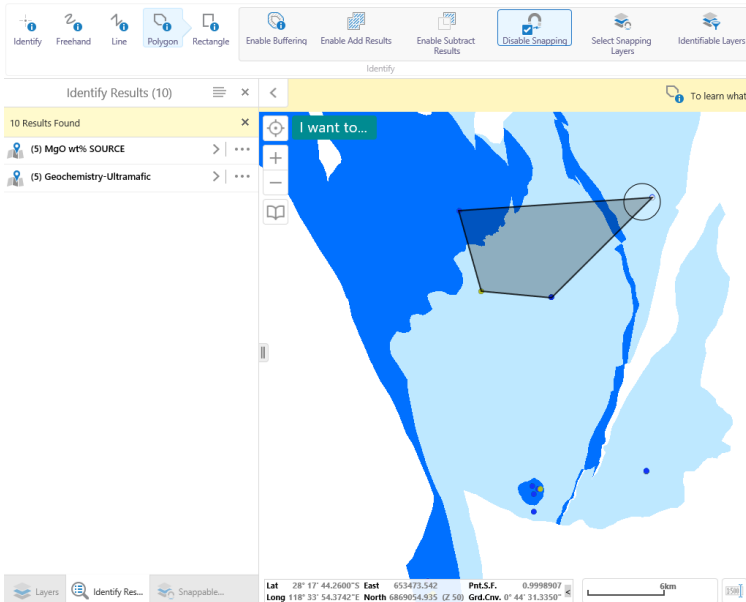 Identify
Freehand
Line
Polygon
Rectangle
Enable Buffering
Enable Add Results
Enable Subtract
Results
Disable Snapping
Select Snapping
Layers
Identifiable Layers
Identify
Identify Results (10)
To learn what
10 Results Found
I want to...
(5) MgO wt% SOURCE
(5) Geochemistry-Ultramafic
Layers
Identify Res...
Snappable...
Lat 28° 17' 44.2600"S East 653473.542 Pnt.S.F. 0.9998907
Long 118° 33' 54.3742"E North 6869054.935 (Z 50) Grd.Cnv. 0° 44' 31.3350"
6km